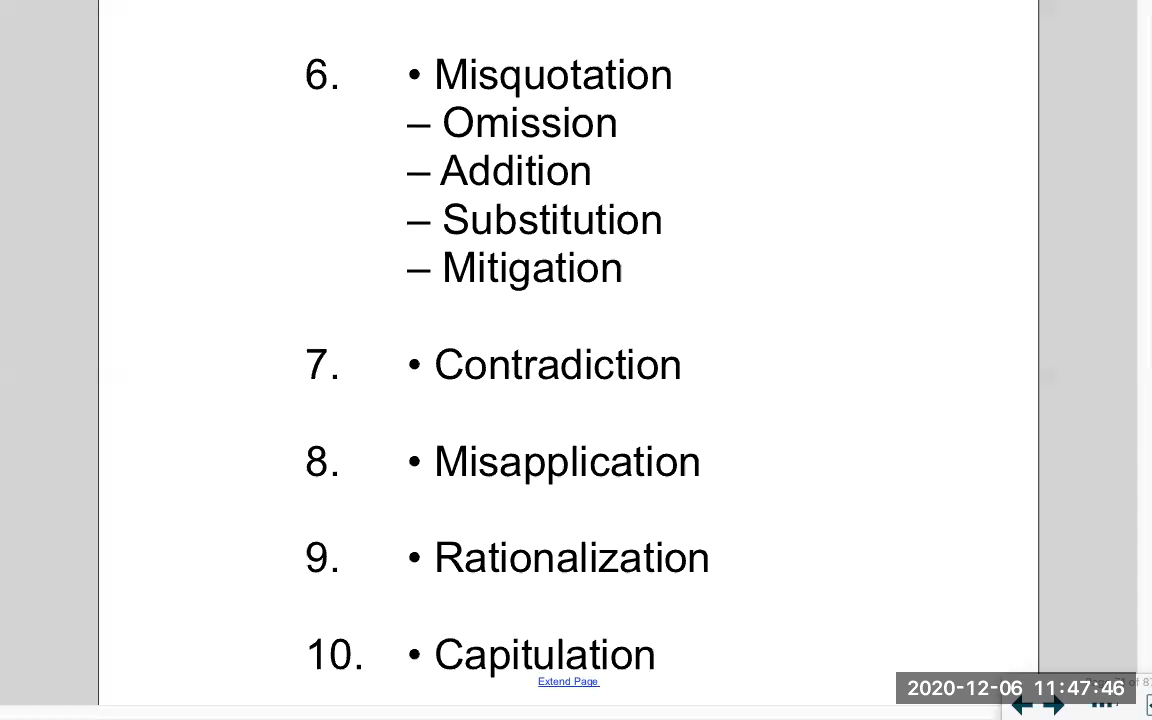 6. • Misquotation
– Omission
– Addition
– Substitution
– Mitigation
7. • Contradiction
8. • Misapplication
9. • Rationalization
10. • Capitulation
Extend Page
2020-12-06 11:47:46